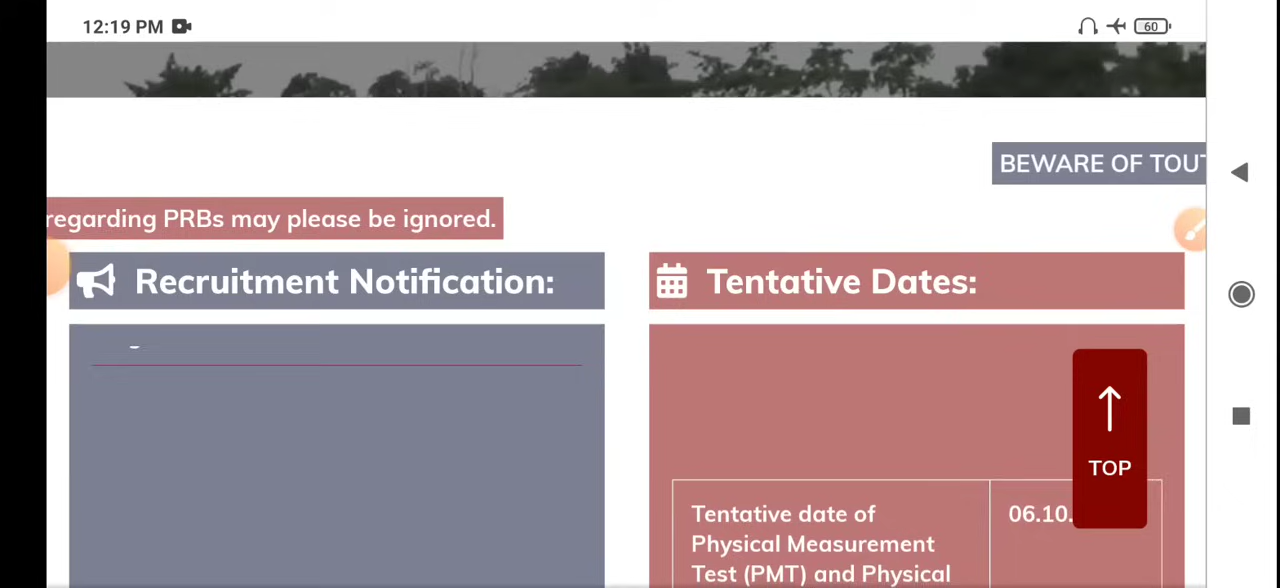 12:19 PM
60
BEWARE OF TOU
regarding PRBs may please be ignored.
Recruitment Notification:
Tentative Dates:
TOP
Tentative date of
06.10.
Physical Measurement
Test (PMT) and Physical